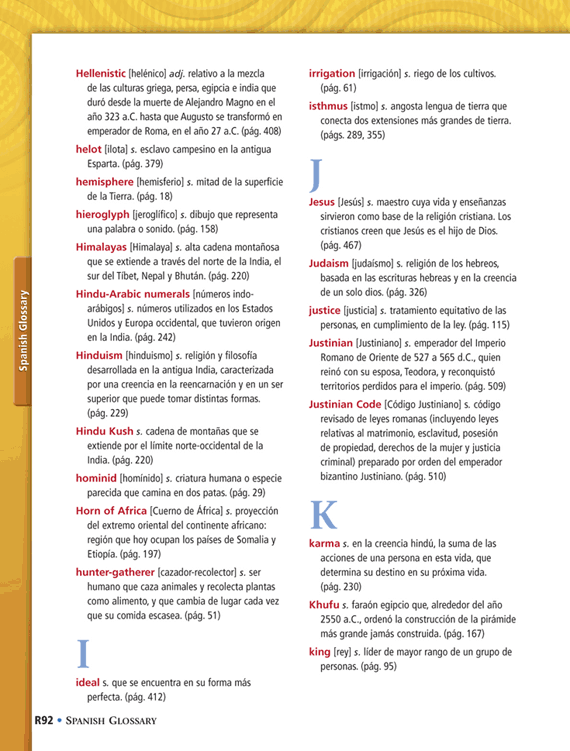 Hellenistic [helénico] adj. relativo a la mezcla
de las culturas griega, persa, egipcia e india que
duró desde la muerte de Alejandro Magno en el
año 323 a.C. hasta que Augusto se transformó en
emperador de Roma, en el año 27 a.C. (pág. 408)
helot [ilota] s. esclavo campesino en la antigua
Esparta. (pág. 379)
hemisphere [hemisferio] s. mitad de la superficie
de la Tierra. (pág. 18)
hieroglyph [jeroglífico] s. dibujo que representa
una palabra o sonido. (pág. 158)
Himalayas [Himalaya] s. alta cadena montañosa
que se extiende a través del norte de la India, el
sur del Tíbet, Nepal y Bhután. (pág. 220)
Hindu-Arabic numerals [números indo-
arábigos] s. números utilizados en los Estados
Unidos y Europa occidental, que tuvieron origen
en la India. (pág. 242)
Hinduism [hinduismo] s. religión y filosofía
desarrollada en la antigua India, caracterizada
por una creencia en la reencarnación y en un ser
superior que puede tomar distintas formas.
(pág. 229)
Hindu Kush s. cadena de montañas que se
extiende por el límite norte-occidental de la
India. (pág. 220)
hominid [homínido] s. criatura humana o especie
parecida que camina en dos patas. (pág. 29)
Horn of Africa [Cuerno de África] s. proyección
del extremo oriental del continente africano:
región que hoy ocupan los países de Somalía y
Etiopía. (pág. 197)
hunter-gatherer [cazador-recolector] s. ser
humano que caza animales y recolecta plantas
como alimento, y que cambia de lugar cada vez
que su comida escasea. (pág. 51)
I
ideal s. que se encuentra en su forma más
perfecta. (pág. 412)
irrigation [irrigación] s. riego de los cultivos.
(pág. 61)
isthmus [istmo] s. angosta lengua de tierra que
conecta dos extensiones más grandes de tierra.
(págs. 289, 355)
J
Jesus [Jesús] s. maestro cuya vida y enseñanzas
sirvieron como base de la religión cristiana. Los
cristianos creen que Jesús es el hijo de Dios.
(pág. 467)
Judaism [judaísmo] s. religión de los hebreos,
basada en las escrituras hebreas y en la creencia
de un solo dios. (pág. 326)
justice [justicia] s. tratamiento equitativo de las
personas, en cumplimiento de la ley. (pág. 115)
Justinian [Justiniano] s. emperador del Imperio
Romano de Oriente de 527 a 565 d.C., quien
reinó con su esposa, Teodora, y reconquistó
territorios perdidos para el imperio. (pág. 509)
Justinian Code [Código Justiniano] s. código
revisado de leyes romanas (incluyendo leyes
relativas al matrimonio, esclavitud, posesión
de propiedad, derechos de la mujer y justicia
criminal) preparado por orden del emperador
bizantino Justiniano. (pág. 510)
K
karma s. en la creencia hindú, la suma de las
acciones de una persona en esta vida, que
determina su destino en su próxima vida.
(pág. 230)
Khufu s. faraón egipcio que, alrededor del año
2550 a.C., ordenó la construcción de la pirámide
más grande jamás construida. (pág. 167)
king [rey] s. líder de mayor rango de un grupo de
personas. (pág. 95)
Spanish Glossary
R92 • SPANISH GLOSSARY